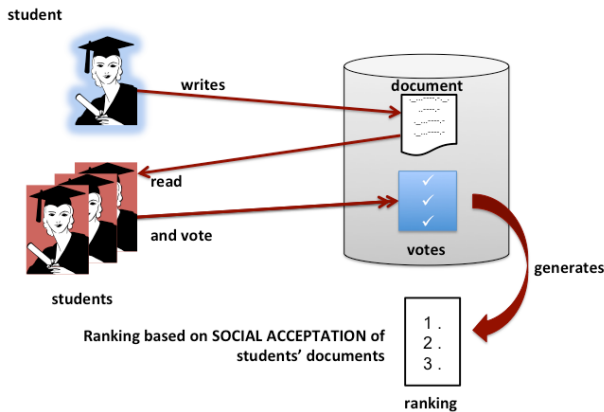 student
writes
document
read
and vote
votes
students
generates
Ranking based on SOCIAL ACCEPTATION of
students' documents
1 .
2 .
3 .
ranking